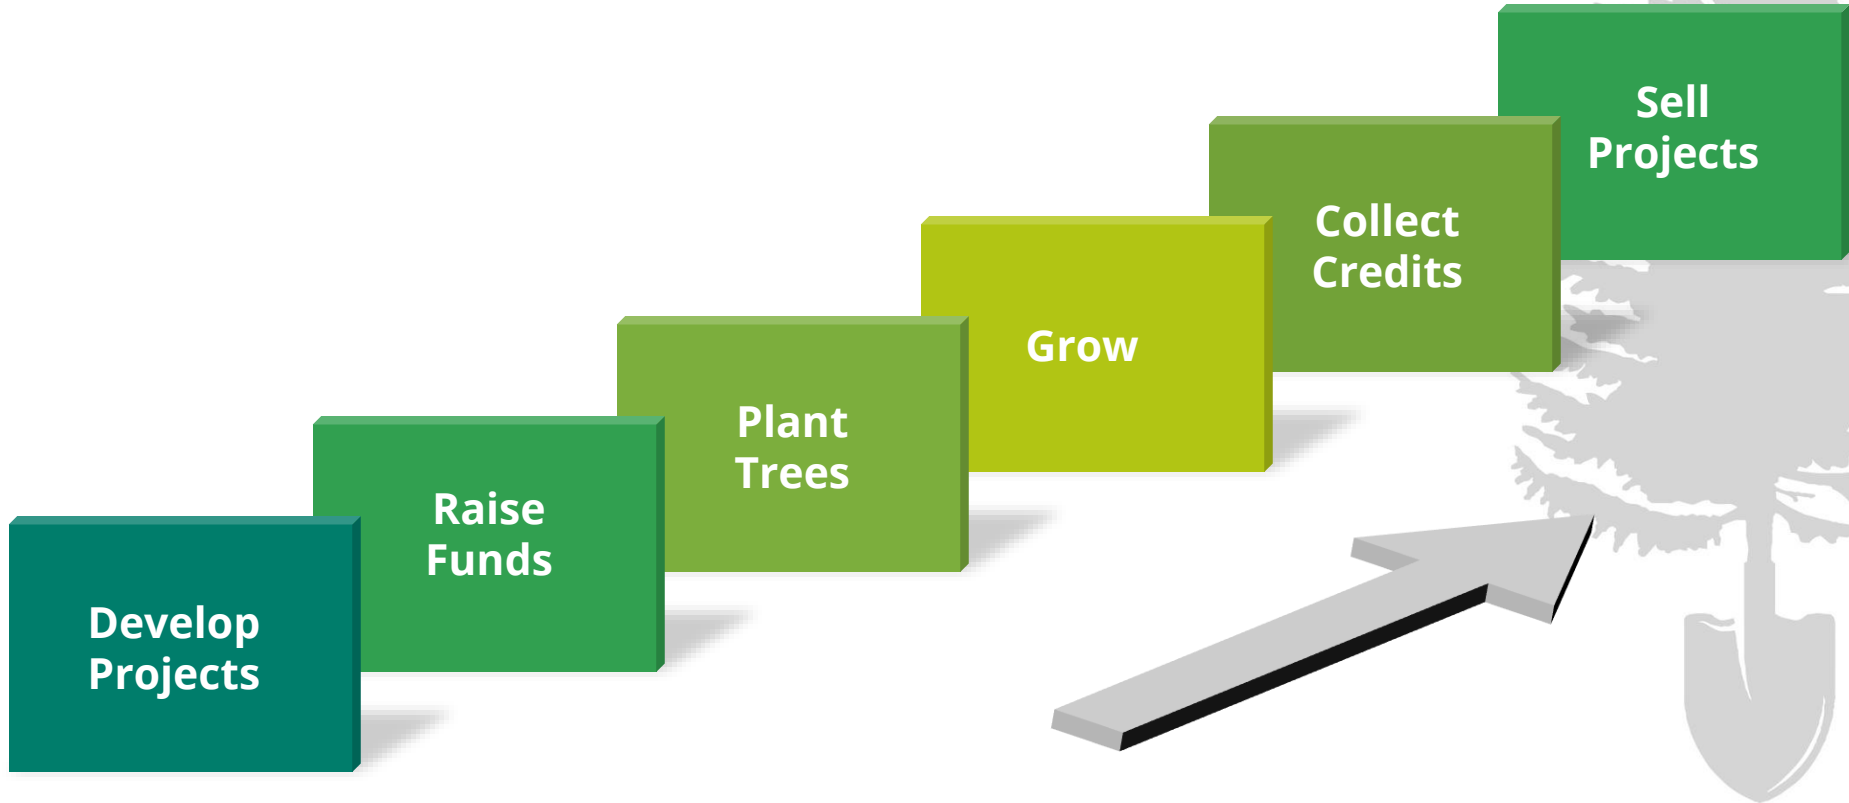 Develop
Projects
Raise
Funds
Plant
Trees
Grow
Collect
Credits
Sell
Projects